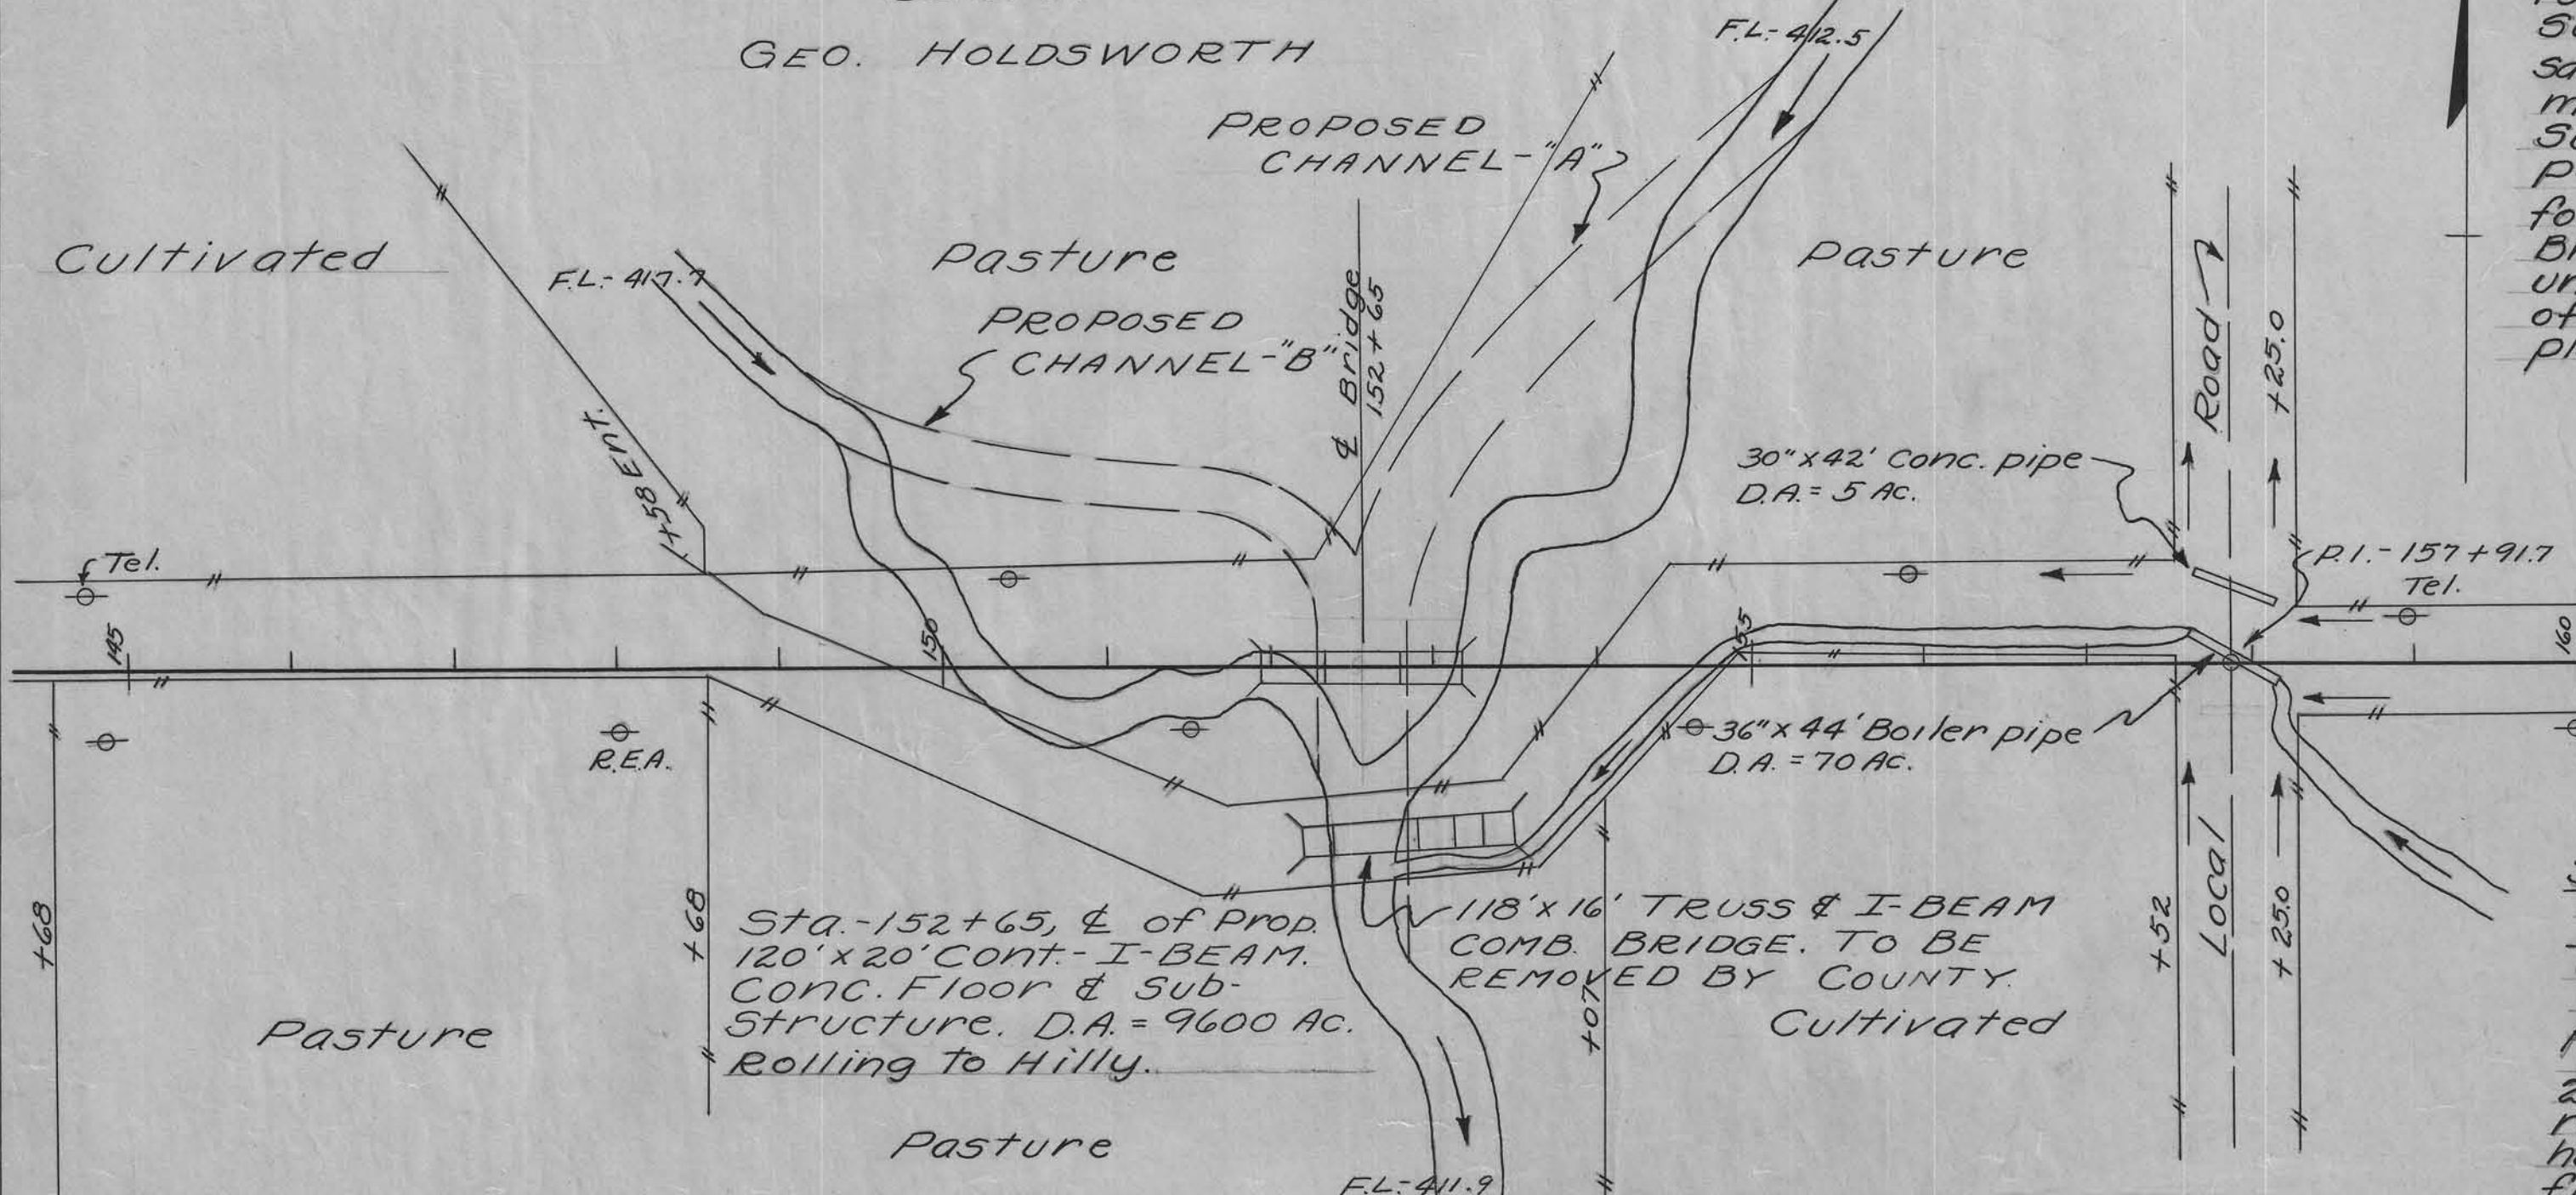 GEO. HOLDSWORTH
F.L.- 412.5
PROPOSED
CHANNEL-"A"
Cultivated
F.L.- 417.7
Pasture
PROPOSED
CHANNEL-"B"
℄ Bridge
152+65
Pasture
Road
+25.0
1+58 Ent.
30"x42' Conc. pipe
D.A. = 5 Ac.
Tel.
P.I.- 157+91.7
Tel.
145
150
155
160
R.E.A.
36"x44' Boiler pipe
D.A. = 70 Ac.
+68
+68
Sta.-152+65, ℄ of Prop.
120'x20' Cont.- I-BEAM.
Conc. Floor & Sub-
Structure. D.A. = 9600 Ac.
Rolling to Hilly.
118'x16' TRUSS & I-BEAM
COMB. BRIDGE. TO BE
REMOVED BY COUNTY.
+07
Cultivated
+52
Local
+25.0
Pasture
Pasture
F.L.- 411.9